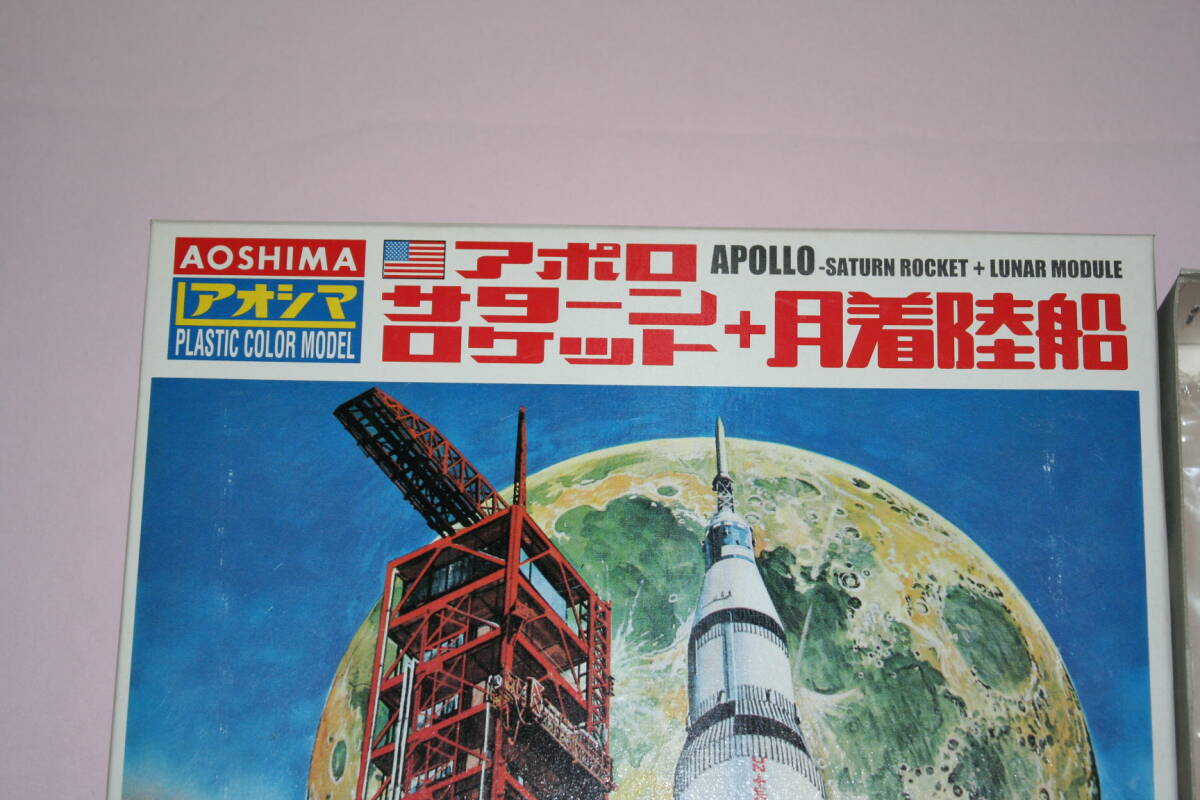 AOSHIMA
アオシマ
PLASTIC COLOR MODEL
アポロ
サターン
ロケット+月着陸船
APOLLO -SATURN ROCKET + LUNAR MODULE